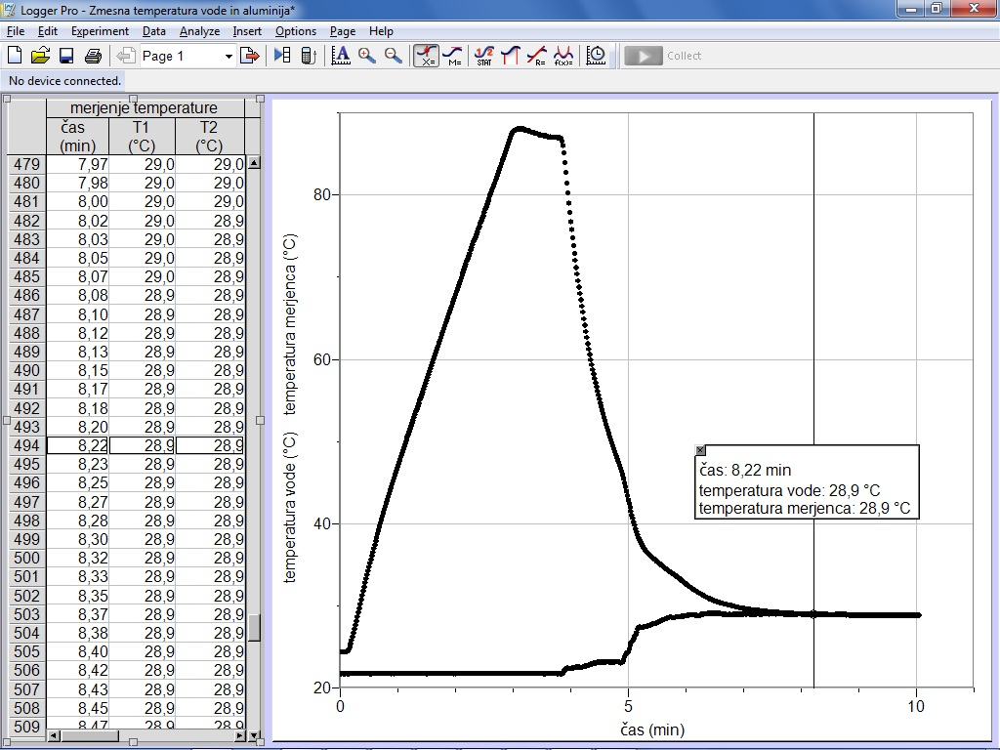 Logger Pro - Zmesna temperatura vode in aluminija*
File Edit Experiment Data Analyze Insert Options Page Help
Page 1 X= M= STAT R= f(x)= Collect
No device connected.
merjenje temperature
čas T1 T2
(min) (°C) (°C)
479 7,97 29,0 29,0
480 7,98 29,0 29,0
481 8,00 29,0 29,0
482 8,02 29,0 28,9
483 8,03 29,0 28,9
484 8,05 29,0 28,9
485 8,07 29,0 28,9
486 8,08 28,9 28,9
487 8,10 28,9 28,9
488 8,12 28,9 28,9
489 8,13 28,9 28,9
490 8,15 28,9 28,9
491 8,17 28,9 28,9
492 8,18 28,9 28,9
493 8,20 28,9 28,9
494 8,22 28,9 28,9
495 8,23 28,9 28,9
496 8,25 28,9 28,9
497 8,27 28,9 28,9
498 8,28 28,9 28,9
499 8,30 28,9 28,9
500 8,32 28,9 28,9
501 8,33 28,9 28,9
502 8,35 28,9 28,9
503 8,37 28,9 28,9
504 8,38 28,9 28,9
505 8,40 28,9 28,9
506 8,42 28,9 28,9
507 8,43 28,9 28,9
508 8,45 28,9 28,9
509 8,47 28,9 28,9
temperatura vode (°C) temperatura merjenca (°C)
80
60
40
20
čas: 8,22 min
temperatura vode: 28,9 °C
temperatura merjenca: 28,9 °C
0 5 10
čas (min)